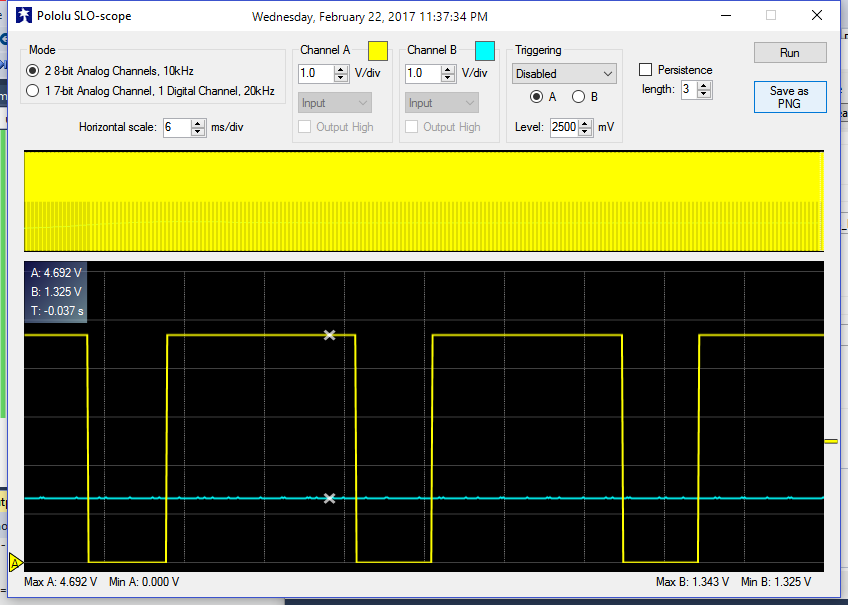 Pololu SLO-scope
Wednesday, February 22, 2017 11:37:34 PM
Mode
2 8-bit Analog Channels, 10kHz
1 7-bit Analog Channel, 1 Digital Channel, 20kHz
Horizontal scale: 6 ms/div
Channel A
1.0 V/div
Input
Output High
Channel B
1.0 V/div
Input
Output High
Triggering
Disabled
A B
Level: 2500 mV
Persistence
length: 3
Run
Save as
PNG
A: 4.692 V
B: 1.325 V
T: -0.037 s
A
Max A: 4.692 V Min A: 0.000 V
Max B: 1.343 V Min B: 1.325 V